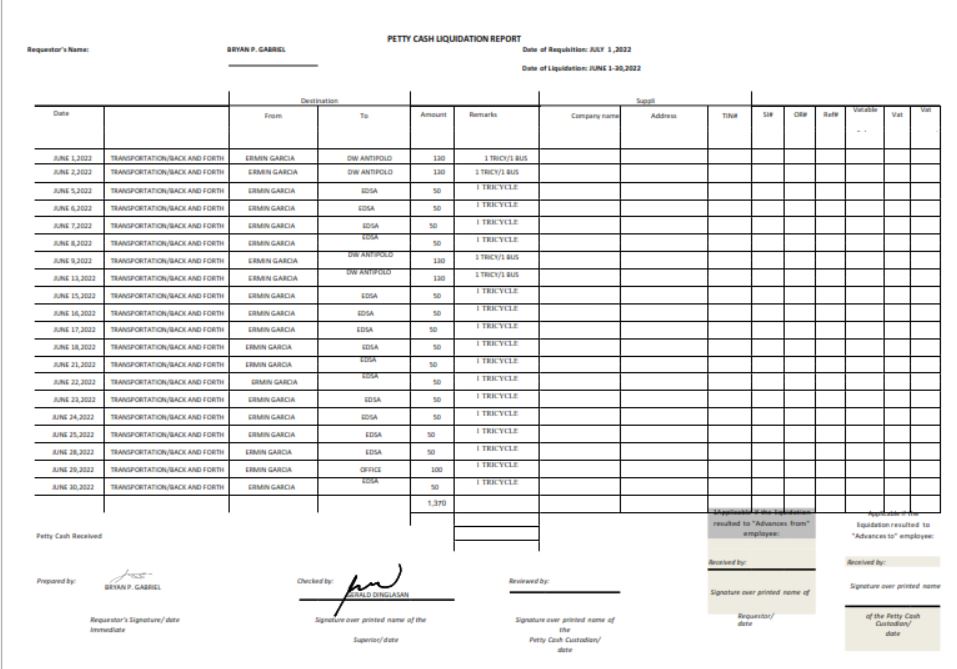 PETTY CASH LIQUIDATION REPORT
Requestor's Name: BRYAN P. GABRIEL Date of Requisition: JULY 1 ,2022
Date of Liquidation: JUNE 1-30,2022
Destination Suppli
Date From To Amount Remarks Company name Address TIN# SI# OR# Ref# Vatable Vat Vat
JUNE 1,2022 TRANSPORTATION/BACK AND FORTH ERMIN GARCIA DW ANTIPOLO 130 1 TRICY/1 BUS
JUNE 2,2022 TRANSPORTATION/BACK AND FORTH ERMIN GARCIA DW ANTIPOLO 130 1 TRICY/1 BUS
JUNE 5,2022 TRANSPORTATION/BACK AND FORTH ERMIN GARCIA EDSA 50 1 TRICYCLE
JUNE 6,2022 TRANSPORTATION/BACK AND FORTH ERMIN GARCIA EDSA 50 1 TRICYCLE
JUNE 7,2022 TRANSPORTATION/BACK AND FORTH ERMIN GARCIA EDSA 50 1 TRICYCLE
JUNE 8,2022 TRANSPORTATION/BACK AND FORTH ERMIN GARCIA EDSA 50 1 TRICYCLE
JUNE 9,2022 TRANSPORTATION/BACK AND FORTH ERMIN GARCIA DW ANTIPOLO 130 1 TRICY/1 BUS
JUNE 13,2022 TRANSPORTATION/BACK AND FORTH ERMIN GARCIA DW ANTIPOLO 130 1 TRICY/1 BUS
JUNE 15,2022 TRANSPORTATION/BACK AND FORTH ERMIN GARCIA EDSA 50 1 TRICYCLE
JUNE 16,2022 TRANSPORTATION/BACK AND FORTH ERMIN GARCIA EDSA 50 1 TRICYCLE
JUNE 17,2022 TRANSPORTATION/BACK AND FORTH ERMIN GARCIA EDSA 50 1 TRICYCLE
JUNE 18,2022 TRANSPORTATION/BACK AND FORTH ERMIN GARCIA EDSA 50 1 TRICYCLE
JUNE 21,2022 TRANSPORTATION/BACK AND FORTH ERMIN GARCIA EDSA 50 1 TRICYCLE
JUNE 22,2022 TRANSPORTATION/BACK AND FORTH ERMIN GARCIA EDSA 50 1 TRICYCLE
JUNE 23,2022 TRANSPORTATION/BACK AND FORTH ERMIN GARCIA EDSA 50 1 TRICYCLE
JUNE 24,2022 TRANSPORTATION/BACK AND FORTH ERMIN GARCIA EDSA 50 1 TRICYCLE
JUNE 25,2022 TRANSPORTATION/BACK AND FORTH ERMIN GARCIA EDSA 50 1 TRICYCLE
JUNE 28,2022 TRANSPORTATION/BACK AND FORTH ERMIN GARCIA EDSA 50 1 TRICYCLE
JUNE 29,2022 TRANSPORTATION/BACK AND FORTH ERMIN GARCIA OFFICE 100 1 TRICYCLE
JUNE 30,2022 TRANSPORTATION/BACK AND FORTH ERMIN GARCIA EDSA 50 1 TRICYCLE
1,370
Petty Cash Received
(Applicable if the liquidation
resulted to "Advances from"
employee:
Applicable if the
liquidation resulted to
"Advances to" employee:
Received by: Received by:
Prepared by: BRYAN P. GABRIEL Checked by: GERALD DINGLASAN Reviewed by:
Signature over printed name of
Requestor/
date
Signature over printed name
of the Petty Cash
Custodian/
date
Requestor's Signature/ date
Immediate
Signature over printed name of the
Superior/date
Signature over printed name of
the
Petty Cash Custodian/
date